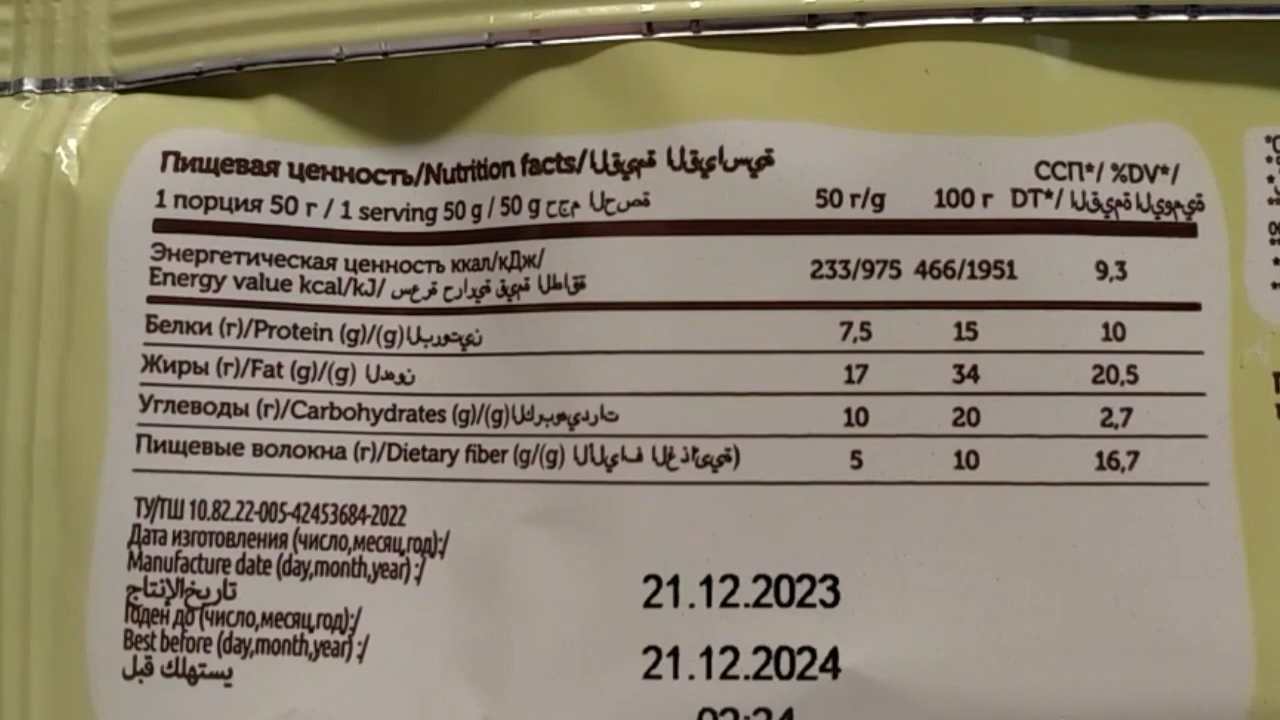 Пищевая ценность/Nutrition facts/
ССП*/ %DV*/
1 порция 50 г / 1 serving 50 g / 50 g 50 г/g 100 г DT*/
Энергетическая ценность ккал/кДж/
Energy value kcal/kJ/ 233/975 466/1951 9,3
Белки (г)/Protein (g)/(g) 7,5 15 10
Жиры (г)/Fat (g)/(g) 17 34 20,5
Углеводы (г)/Carbohydrates (g)/(g) 10 20 2,7
Пищевые волокна (г)/Dietary fiber (g/(g) 5 10 16,7
ТУ/ТШ 10.82.22-005-42453684-2022
Дата изготовления (число,месяц,год):/
Manufacture date (day,month,year) :/
تاريخ الإنتاج
21.12.2023
Годен до (число,месяц,год):/
Best before (day,month,year) :/
يستهلك قبل
21.12.2024